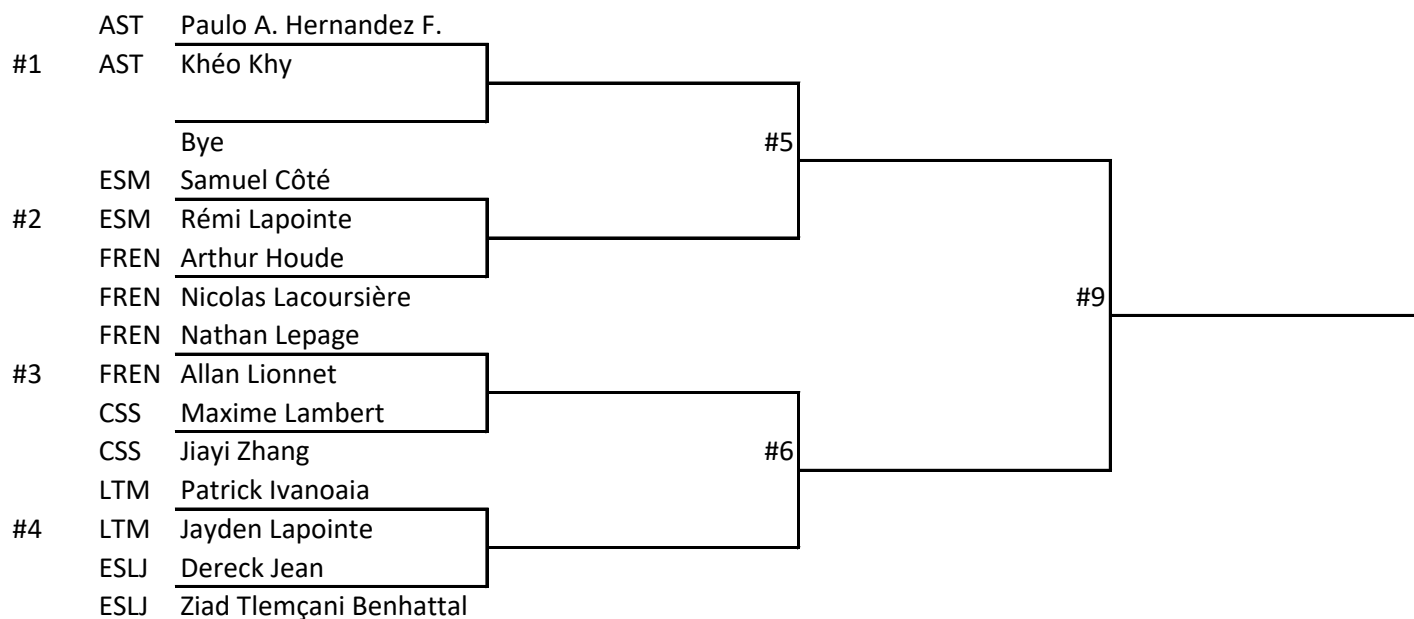 AST Paulo A. Hernandez F.
#1 AST Khéo Khy
Bye #5
ESM Samuel Côté
#2 ESM Rémi Lapointe
FREN Arthur Houde
FREN Nicolas Lacoursière #9
FREN Nathan Lepage
#3 FREN Allan Lionnet
CSS Maxime Lambert
CSS Jiayi Zhang #6
LTM Patrick Ivanoaia
#4 LTM Jayden Lapointe
ESLJ Dereck Jean
ESLJ Ziad Tlemçani Benhattal